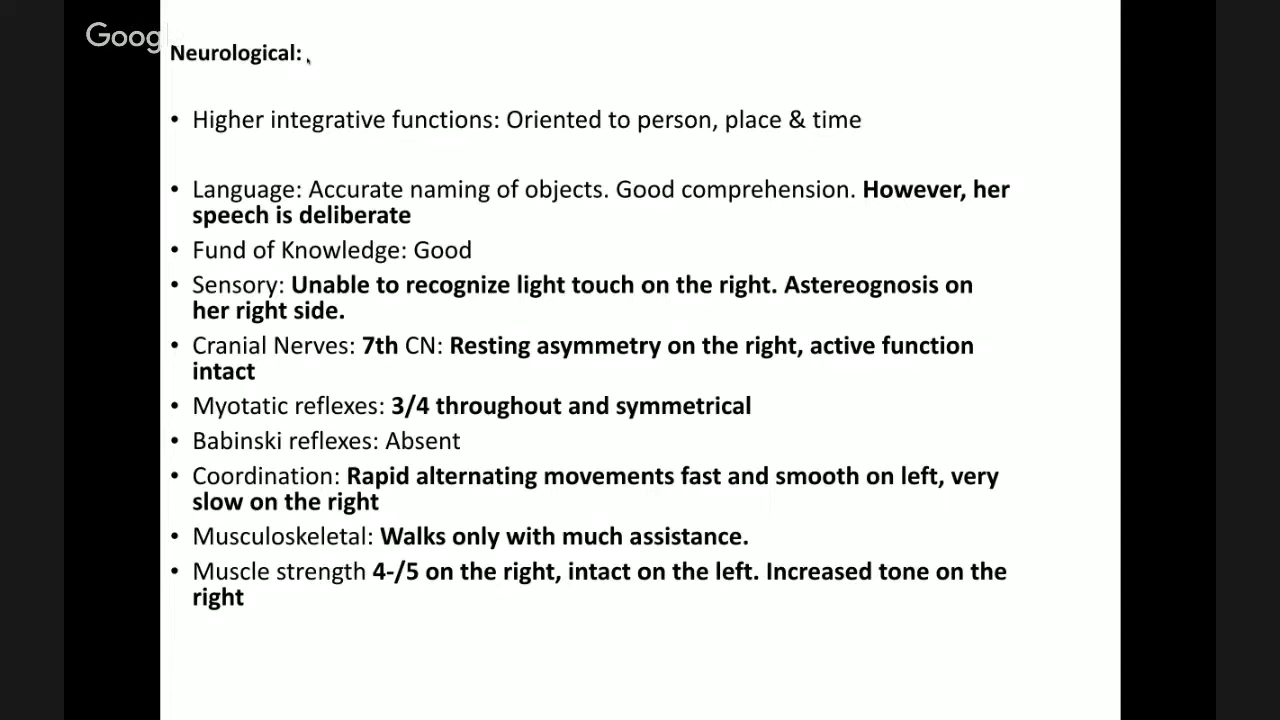 Google
Neurological:
• Higher integrative functions: Oriented to person, place & time
• Language: Accurate naming of objects. Good comprehension. However, her
speech is deliberate
• Fund of Knowledge: Good
• Sensory: Unable to recognize light touch on the right. Astereognosis on
her right side.
• Cranial Nerves: 7th CN: Resting asymmetry on the right, active function
intact
• Myotatic reflexes: 3/4 throughout and symmetrical
• Babinski reflexes: Absent
• Coordination: Rapid alternating movements fast and smooth on left, very
slow on the right
• Musculoskeletal: Walks only with much assistance.
• Muscle strength 4-/5 on the right, intact on the left. Increased tone on the
right